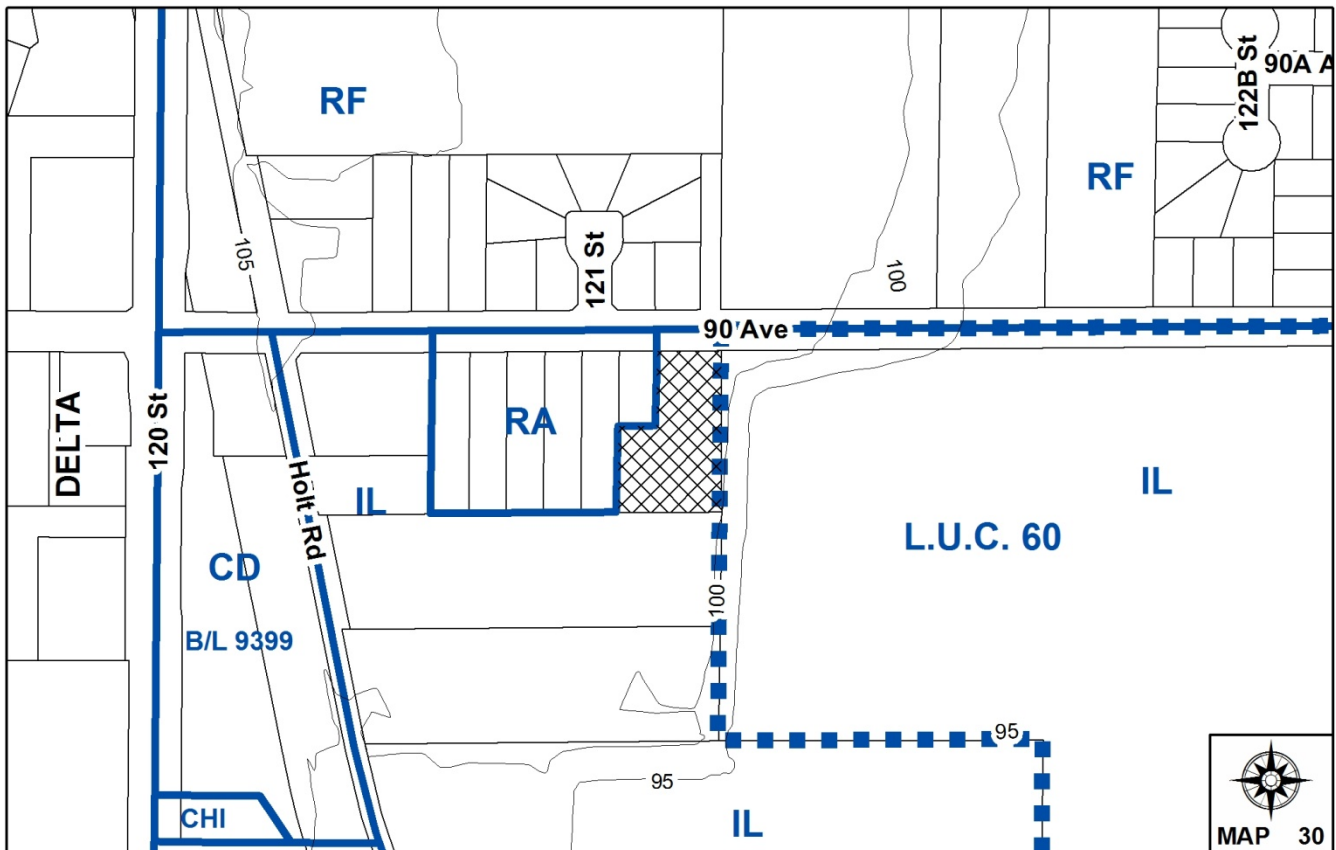 122B St
90A A
RF
RF
105
121 St
100
90 Ave
DELTA
120 St
RA
Holt Rd
IL
IL
L.U.C. 60
CD
100
B/L 9399
95
95
CHI
IL
MAP 30